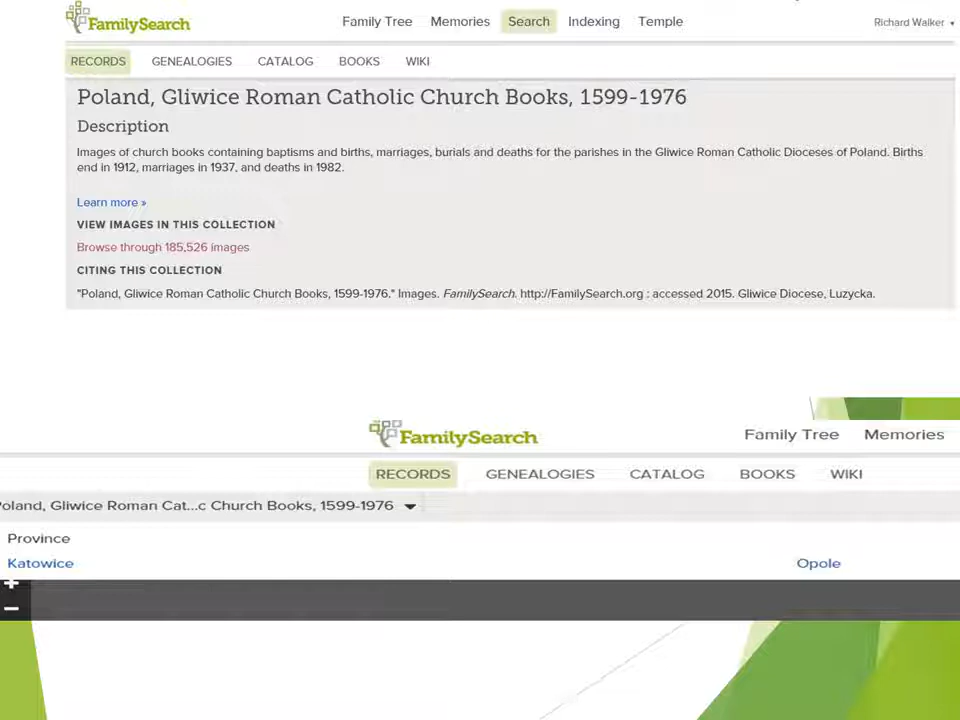 FamilySearch
Family Tree Memories Search Indexing Temple
Richard Walker
RECORDS GENEALOGIES CATALOG BOOKS WIKI
Poland, Gliwice Roman Catholic Church Books, 1599-1976
Description
Images of church books containing baptisms and births, marriages, burials and deaths for the parishes in the Gliwice Roman Catholic Dioceses of Poland. Births
end in 1912, marriages in 1937, and deaths in 1982.
Learn more »
VIEW IMAGES IN THIS COLLECTION
Browse through 185,526 images
CITING THIS COLLECTION
"Poland, Gliwice Roman Catholic Church Books, 1599-1976." Images. FamilySearch. http://FamilySearch.org : accessed 2015. Gliwice Diocese, Luzycka.
FamilySearch
Family Tree Memories
RECORDS GENEALOGIES CATALOG BOOKS WIKI
Poland, Gliwice Roman Cat...c Church Books, 1599-1976
Province
Katowice Opole